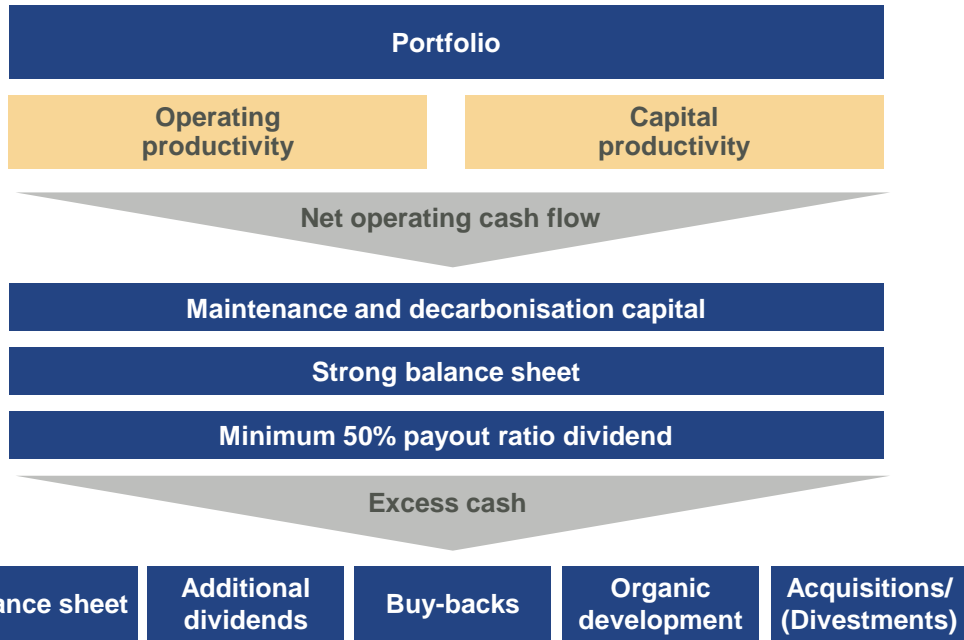 Portfolio
Operating
productivity
Capital
productivity
Net operating cash flow
Maintenance and decarbonisation capital
Strong balance sheet
Minimum 50% payout ratio dividend
Excess cash
ance sheet
Additional
dividends
Buy-backs
Organic
development
Acquisitions/
(Divestments)